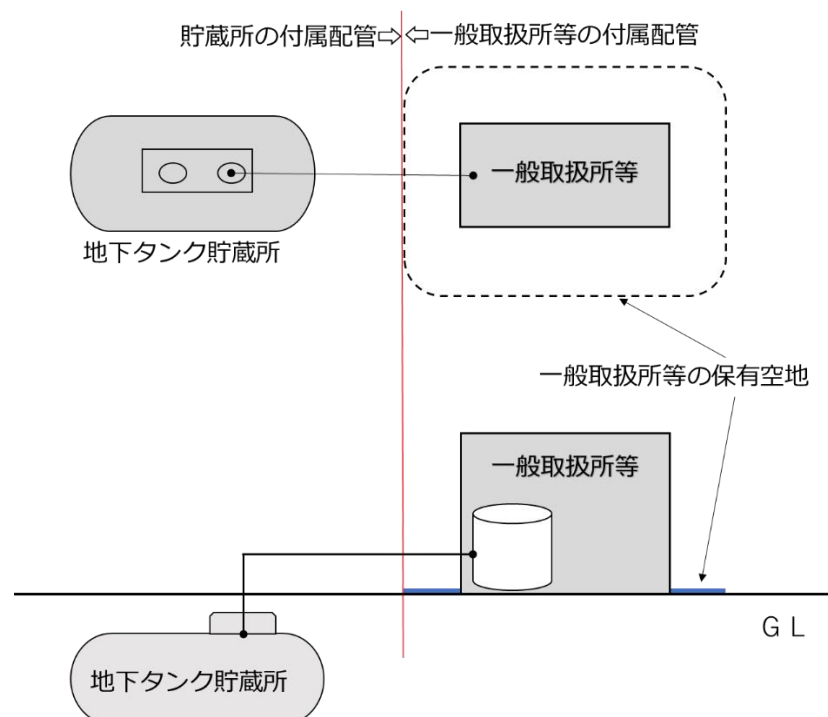 貯蔵所の付属配管⇨⇦一般取扱所等の付属配管
一般取扱所等
地下タンク貯蔵所
一般取扱所等の保有空地
一般取扱所等
ＧＬ
地下タンク貯蔵所